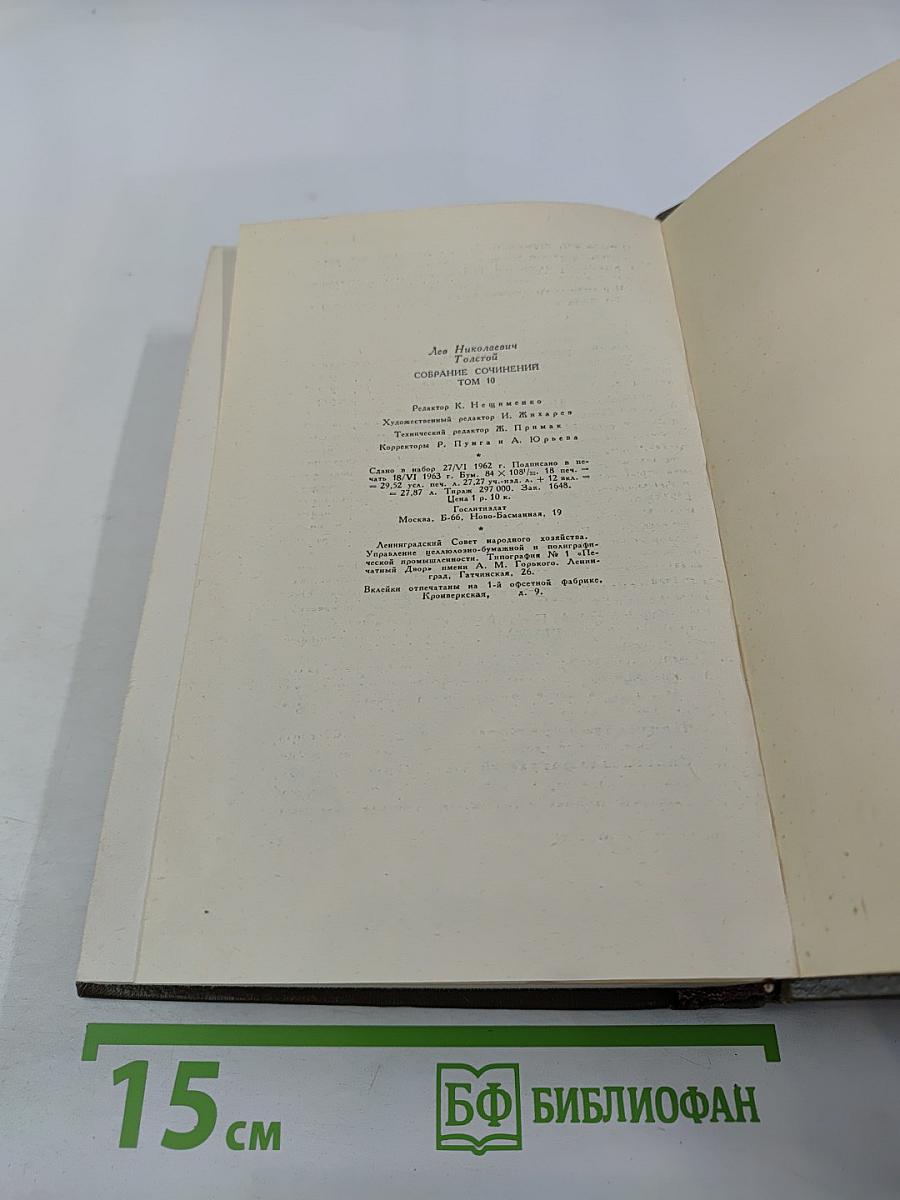 Лев Николаевич
Толстой
СОБРАНИЕ СОЧИНЕНИЙ
ТОМ 10
Редактор К. Нещименко
Художественный редактор И. Жихарев
Технический редактор Ж. Примак
Корректоры Р. Пунга и А. Юрьева
*
Сдано в набор 27/VI 1962 г. Подписано в пе-
чать 18/VI 1963 г. Бум. 84 × 108 1/32. 18 печ. =
= 29,52 усл. печ. л. 27,27 уч.-изд. л. + 12 вкл. =
= 27,87 л. Тираж 297 000. Зак. 1648.
Цена 1 р. 10 к.
Гослитиздат
Москва, Б-66, Ново-Басманная, 19
*
Ленинградский Совет народного хозяйства.
Управление целлюлозно-бумажной и полиграфи-
ческой промышленности. Типография № 1 «Пе-
чатный Двор» имени А. М. Горького. Ленин-
град, Гатчинская, 26.
Вклейки отпечатаны на 1-й офсетной фабрике.
Кронверкская, д. 9.
15 см
БФ БИБЛИОФАН